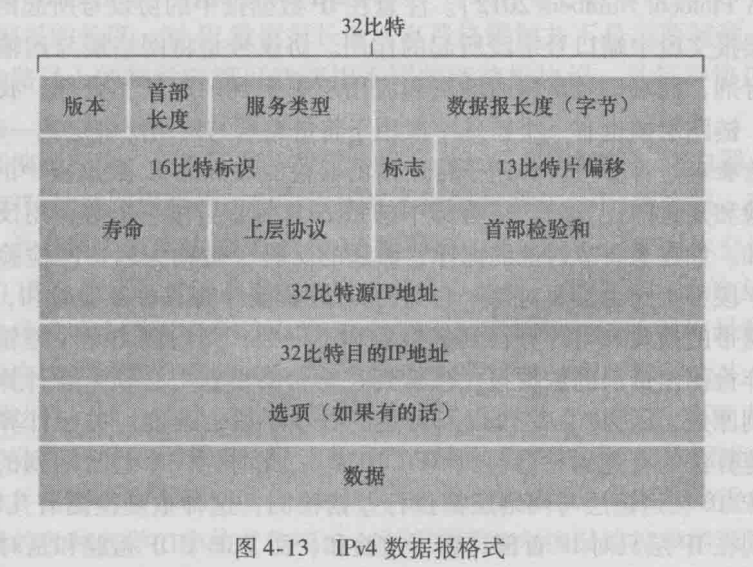 32比特
版本 首部长度 服务类型 数据报长度（字节）
16比特标识 标志 13比特片偏移
寿命 上层协议 首部检验和
32比特源IP地址
32比特目的IP地址
选项（如果有的话）
数据
图 4-13 IPv4 数据报格式